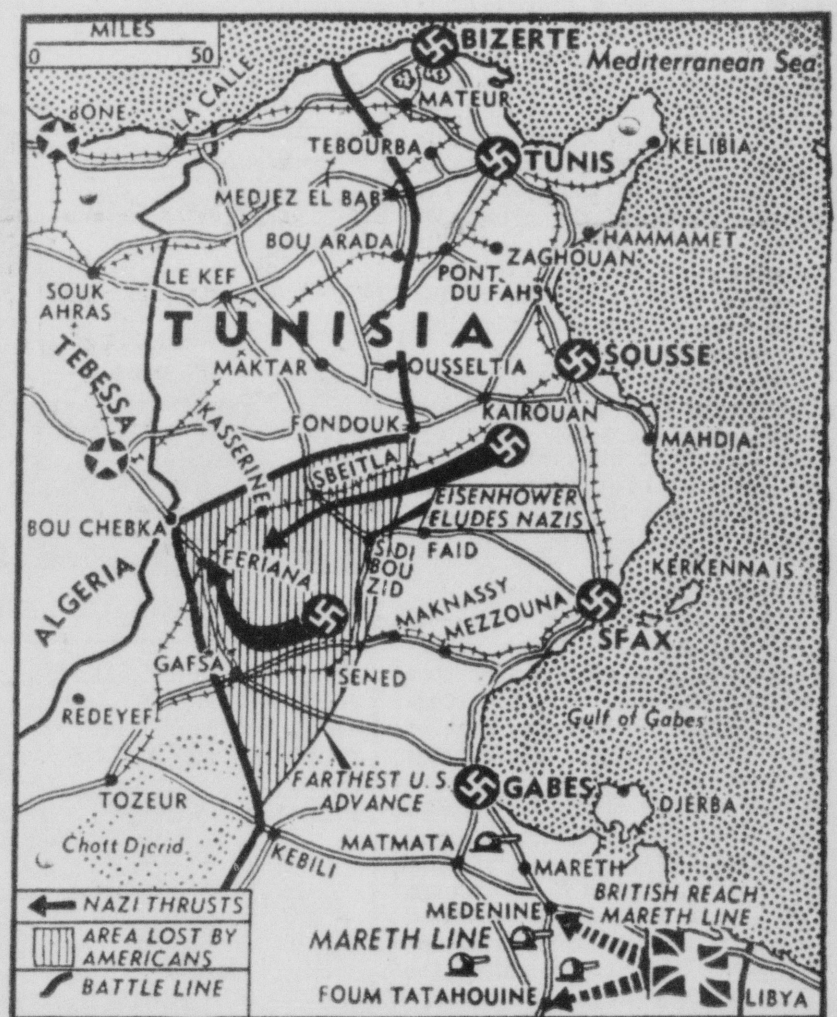 MILES
0 50
BIZERTE
Mediterranean Sea
BONE
LA CALLE
MATEUR
TEBOURBA
TUNIS
KELIBIA
MEDJEZ EL BAB
BOU ARADA
HAMMAMET
ZAGHOUAN
PONT
DU FAHS
SOUK
AHRAS
LE KEF
TUNISIA
TEBESSA
MAKTAR
OUSSELTIA
SOUSSE
KAIROUAN
FONDOUK
MAHDIA
KASSERINE
SBEITLA
EISENHOWER
ELUDES NAZIS
BOU CHEBKA
FERIANA
SIDI
BOU
ZID
FAID
KERKENNA IS
ALGERIA
MAKNASSY
MEZZOUNA
SFAX
GAFSA
SENED
REDEYEF
Gulf of Gabes
FARTHEST U.S.
ADVANCE
TOZEUR
GABES
DJERBA
Chott Djerid
KEBILI
MATMATA
MARETH
NAZI THRUSTS
AREA LOST BY
AMERICANS
BATTLE LINE
MEDENINE
BRITISH REACH
MARETH LINE
MARETH LINE
FOUM TATAHOUINE
LIBYA